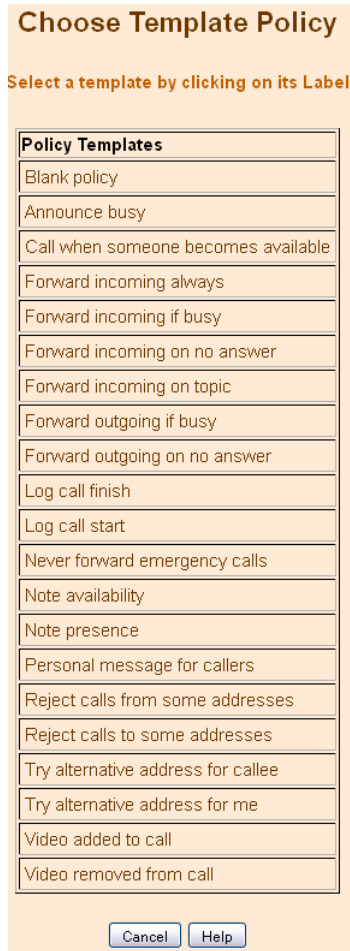 Choose Template Policy
Select a template by clicking on its Label
Policy Templates
Blank policy
Announce busy
Call when someone becomes available
Forward incoming always
Forward incoming if busy
Forward incoming on no answer
Forward incoming on topic
Forward outgoing if busy
Forward outgoing on no answer
Log call finish
Log call start
Never forward emergency calls
Note availability
Note presence
Personal message for callers
Reject calls from some addresses
Reject calls to some addresses
Try alternative address for callee
Try alternative address for me
Video added to call
Video removed from call
Cancel Help